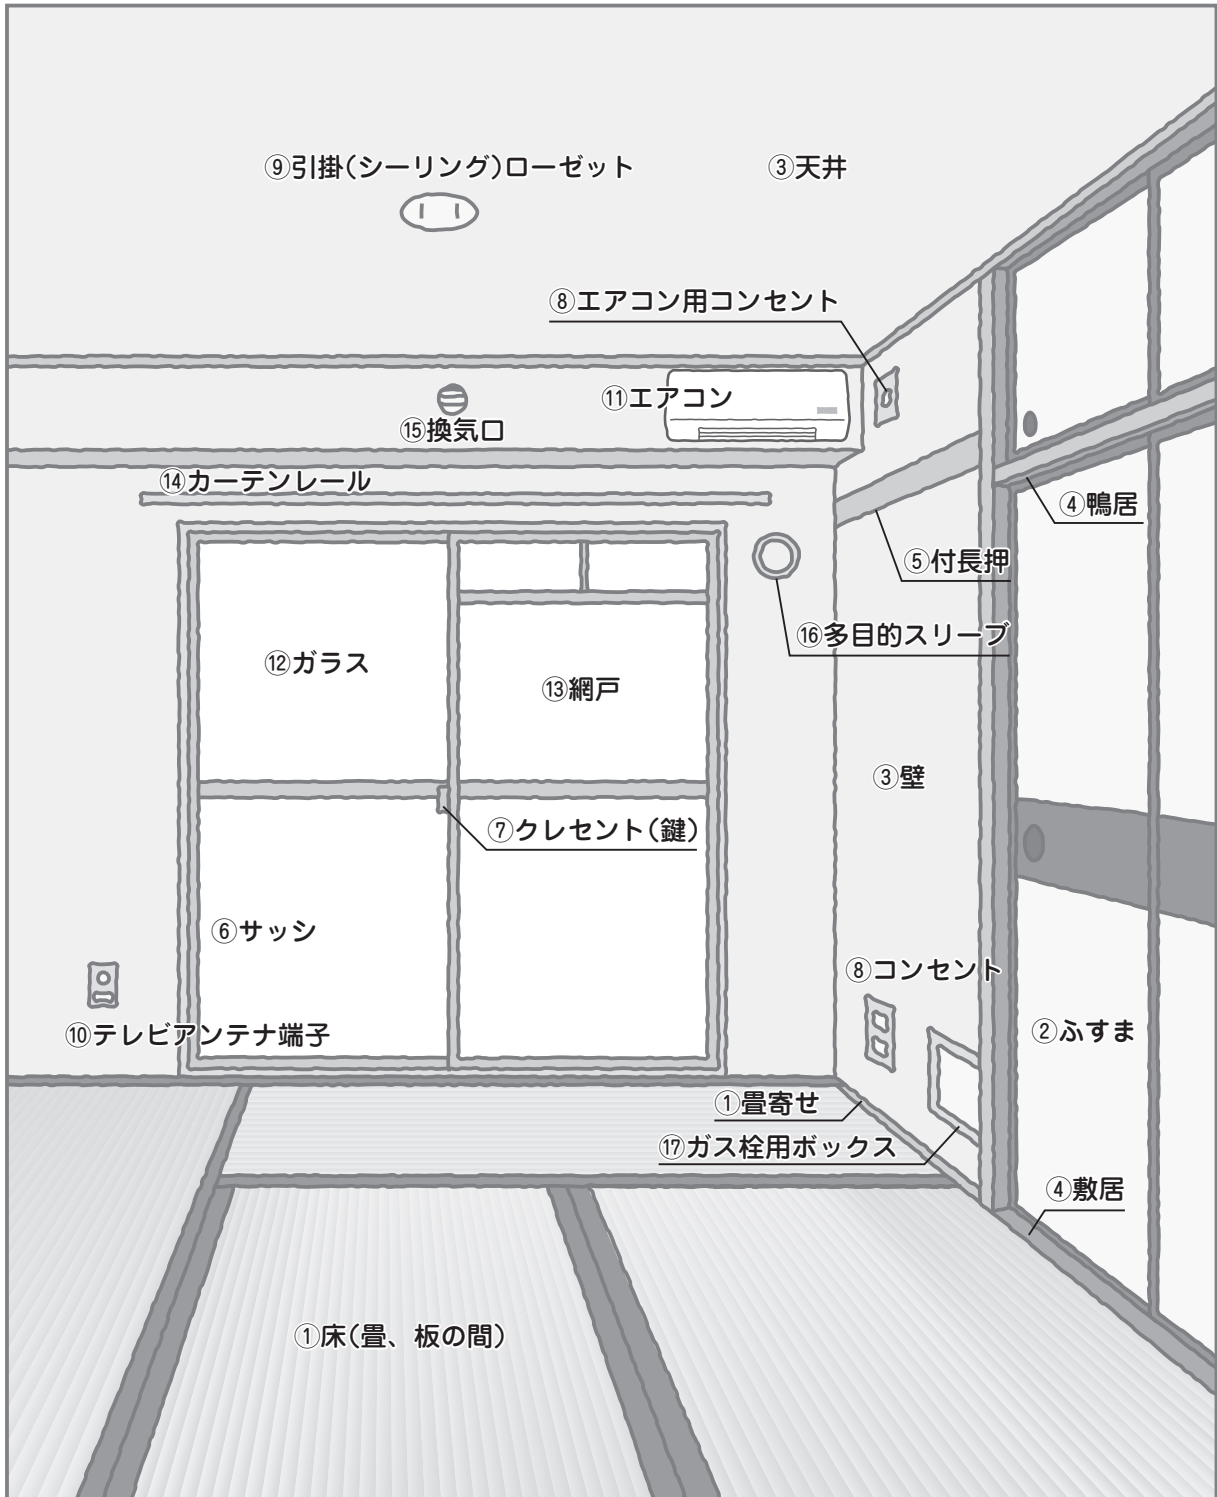 ⑨引掛(シーリング)ローゼット
③天井
⑧エアコン用コンセント
⑪エアコン
⑮換気口
⑭カーテンレール
④鴨居
⑤付長押
⑯多目的スリーブ
⑫ガラス
⑬網戸
③壁
⑦クレセント(鍵)
⑥サッシ
⑧コンセント
⑩テレビアンテナ端子
②ふすま
①畳寄せ
⑰ガス栓用ボックス
④敷居
①床(畳、板の間)